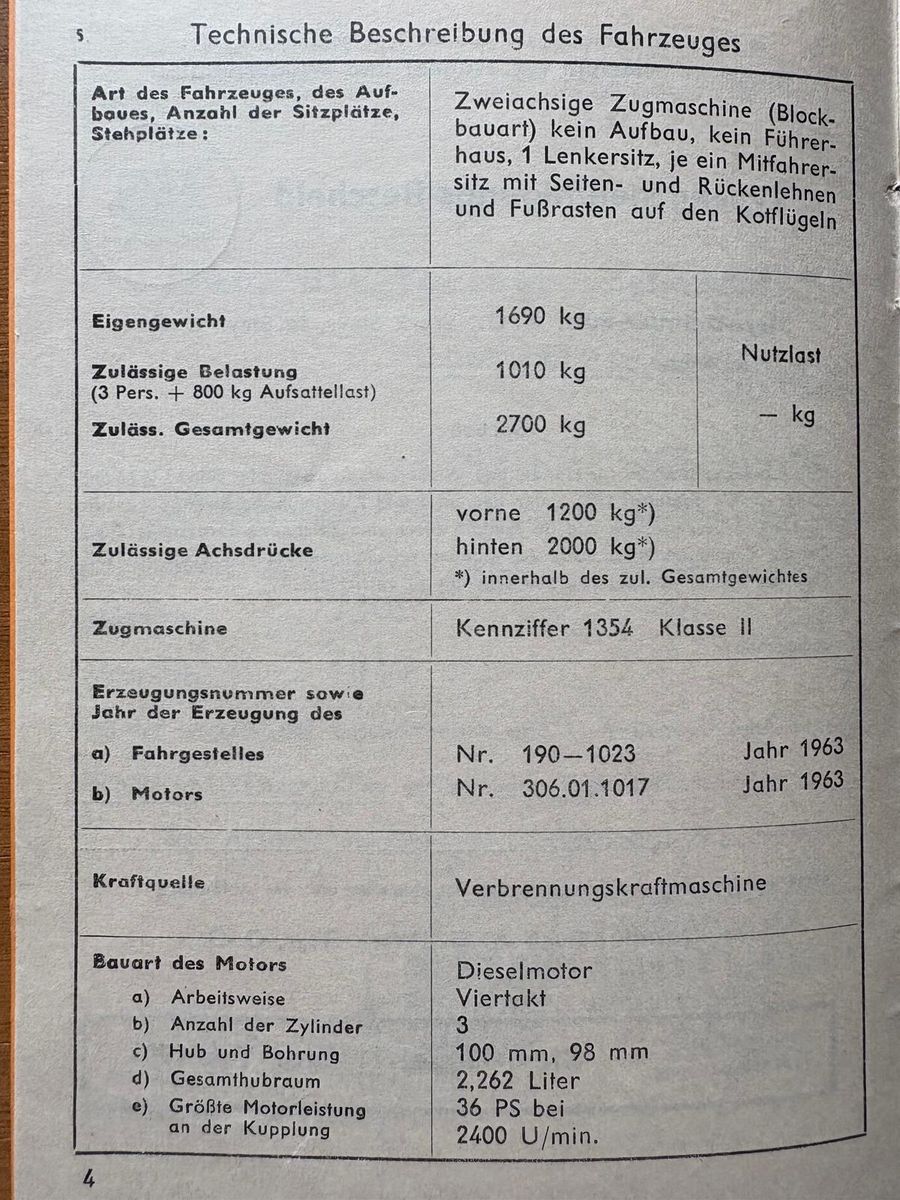 s Technische Beschreibung des Fahrzeuges
Art des Fahrzeuges, des Auf-
baues, Anzahl der Sitzplätze,
Stehplätze:
Zweiachsige Zugmaschine (Block-
bauart) kein Aufbau, kein Führer-
haus, 1 Lenkersitz, je ein Mitfahrer-
sitz mit Seiten- und Rückenlehnen
und Fußrasten auf den Kotflügeln
Eigengewicht 1690 kg
Zulässige Belastung 1010 kg
(3 Pers. + 800 kg Aufsattellast)
Zuläss. Gesamtgewicht 2700 kg
Nutzlast
— kg
Zulässige Achsdrücke
vorne 1200 kg*)
hinten 2000 kg*)
*) innerhalb des zul. Gesamtgewichtes
Zugmaschine Kennziffer 1354 Klasse II
Erzeugungsnummer sowie
Jahr der Erzeugung des
a) Fahrgestelles Nr. 190—1023 Jahr 1963
b) Motors Nr. 306.01.1017 Jahr 1963
Kraftquelle Verbrennungskraftmaschine
Bauart des Motors Dieselmotor
a) Arbeitsweise Viertakt
b) Anzahl der Zylinder 3
c) Hub und Bohrung 100 mm, 98 mm
d) Gesamthubraum 2,262 Liter
e) Größte Motorleistung 36 PS bei
an der Kupplung 2400 U/min.
4